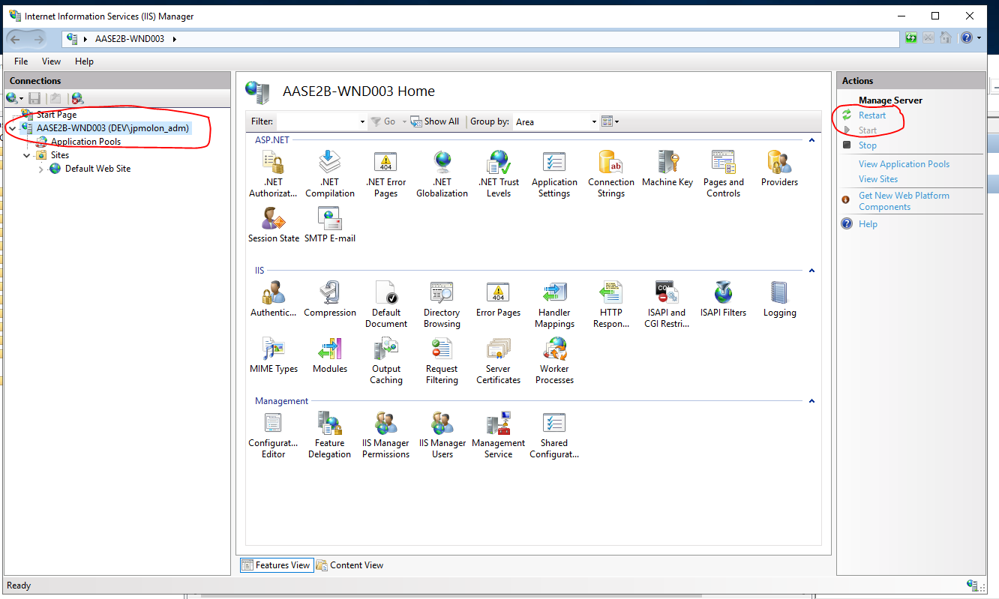 Internet Information Services (IIS) Manager
AASE2B-WND003
File View Help
Connections
Start Page
AASE2B-WND003 (DEV\jpmolon_adm)
Application Pools
Sites
Default Web Site
AASE2B-WND003 Home
Filter: Go Show All Group by: Area
ASP.NET
.NET Authorizat...
.NET Compilation
.NET Error Pages
.NET Globalization
.NET Trust Levels
Application Settings
Connection Strings
Machine Key
Pages and Controls
Providers
Session State
SMTP E-mail
IIS
Authentic...
Compression
Default Document
Directory Browsing
Error Pages
Handler Mappings
HTTP Respon...
ISAPI and CGI Restri...
ISAPI Filters
Logging
MIME Types
Modules
Output Caching
Request Filtering
Server Certificates
Worker Processes
Management
Configurat... Editor
Feature Delegation
IIS Manager Permissions
IIS Manager Users
Management Service
Shared Configurat...
Features View
Content View
Actions
Manage Server
Restart
Start
Stop
View Application Pools
View Sites
Get New Web Platform
Components
Help
Ready